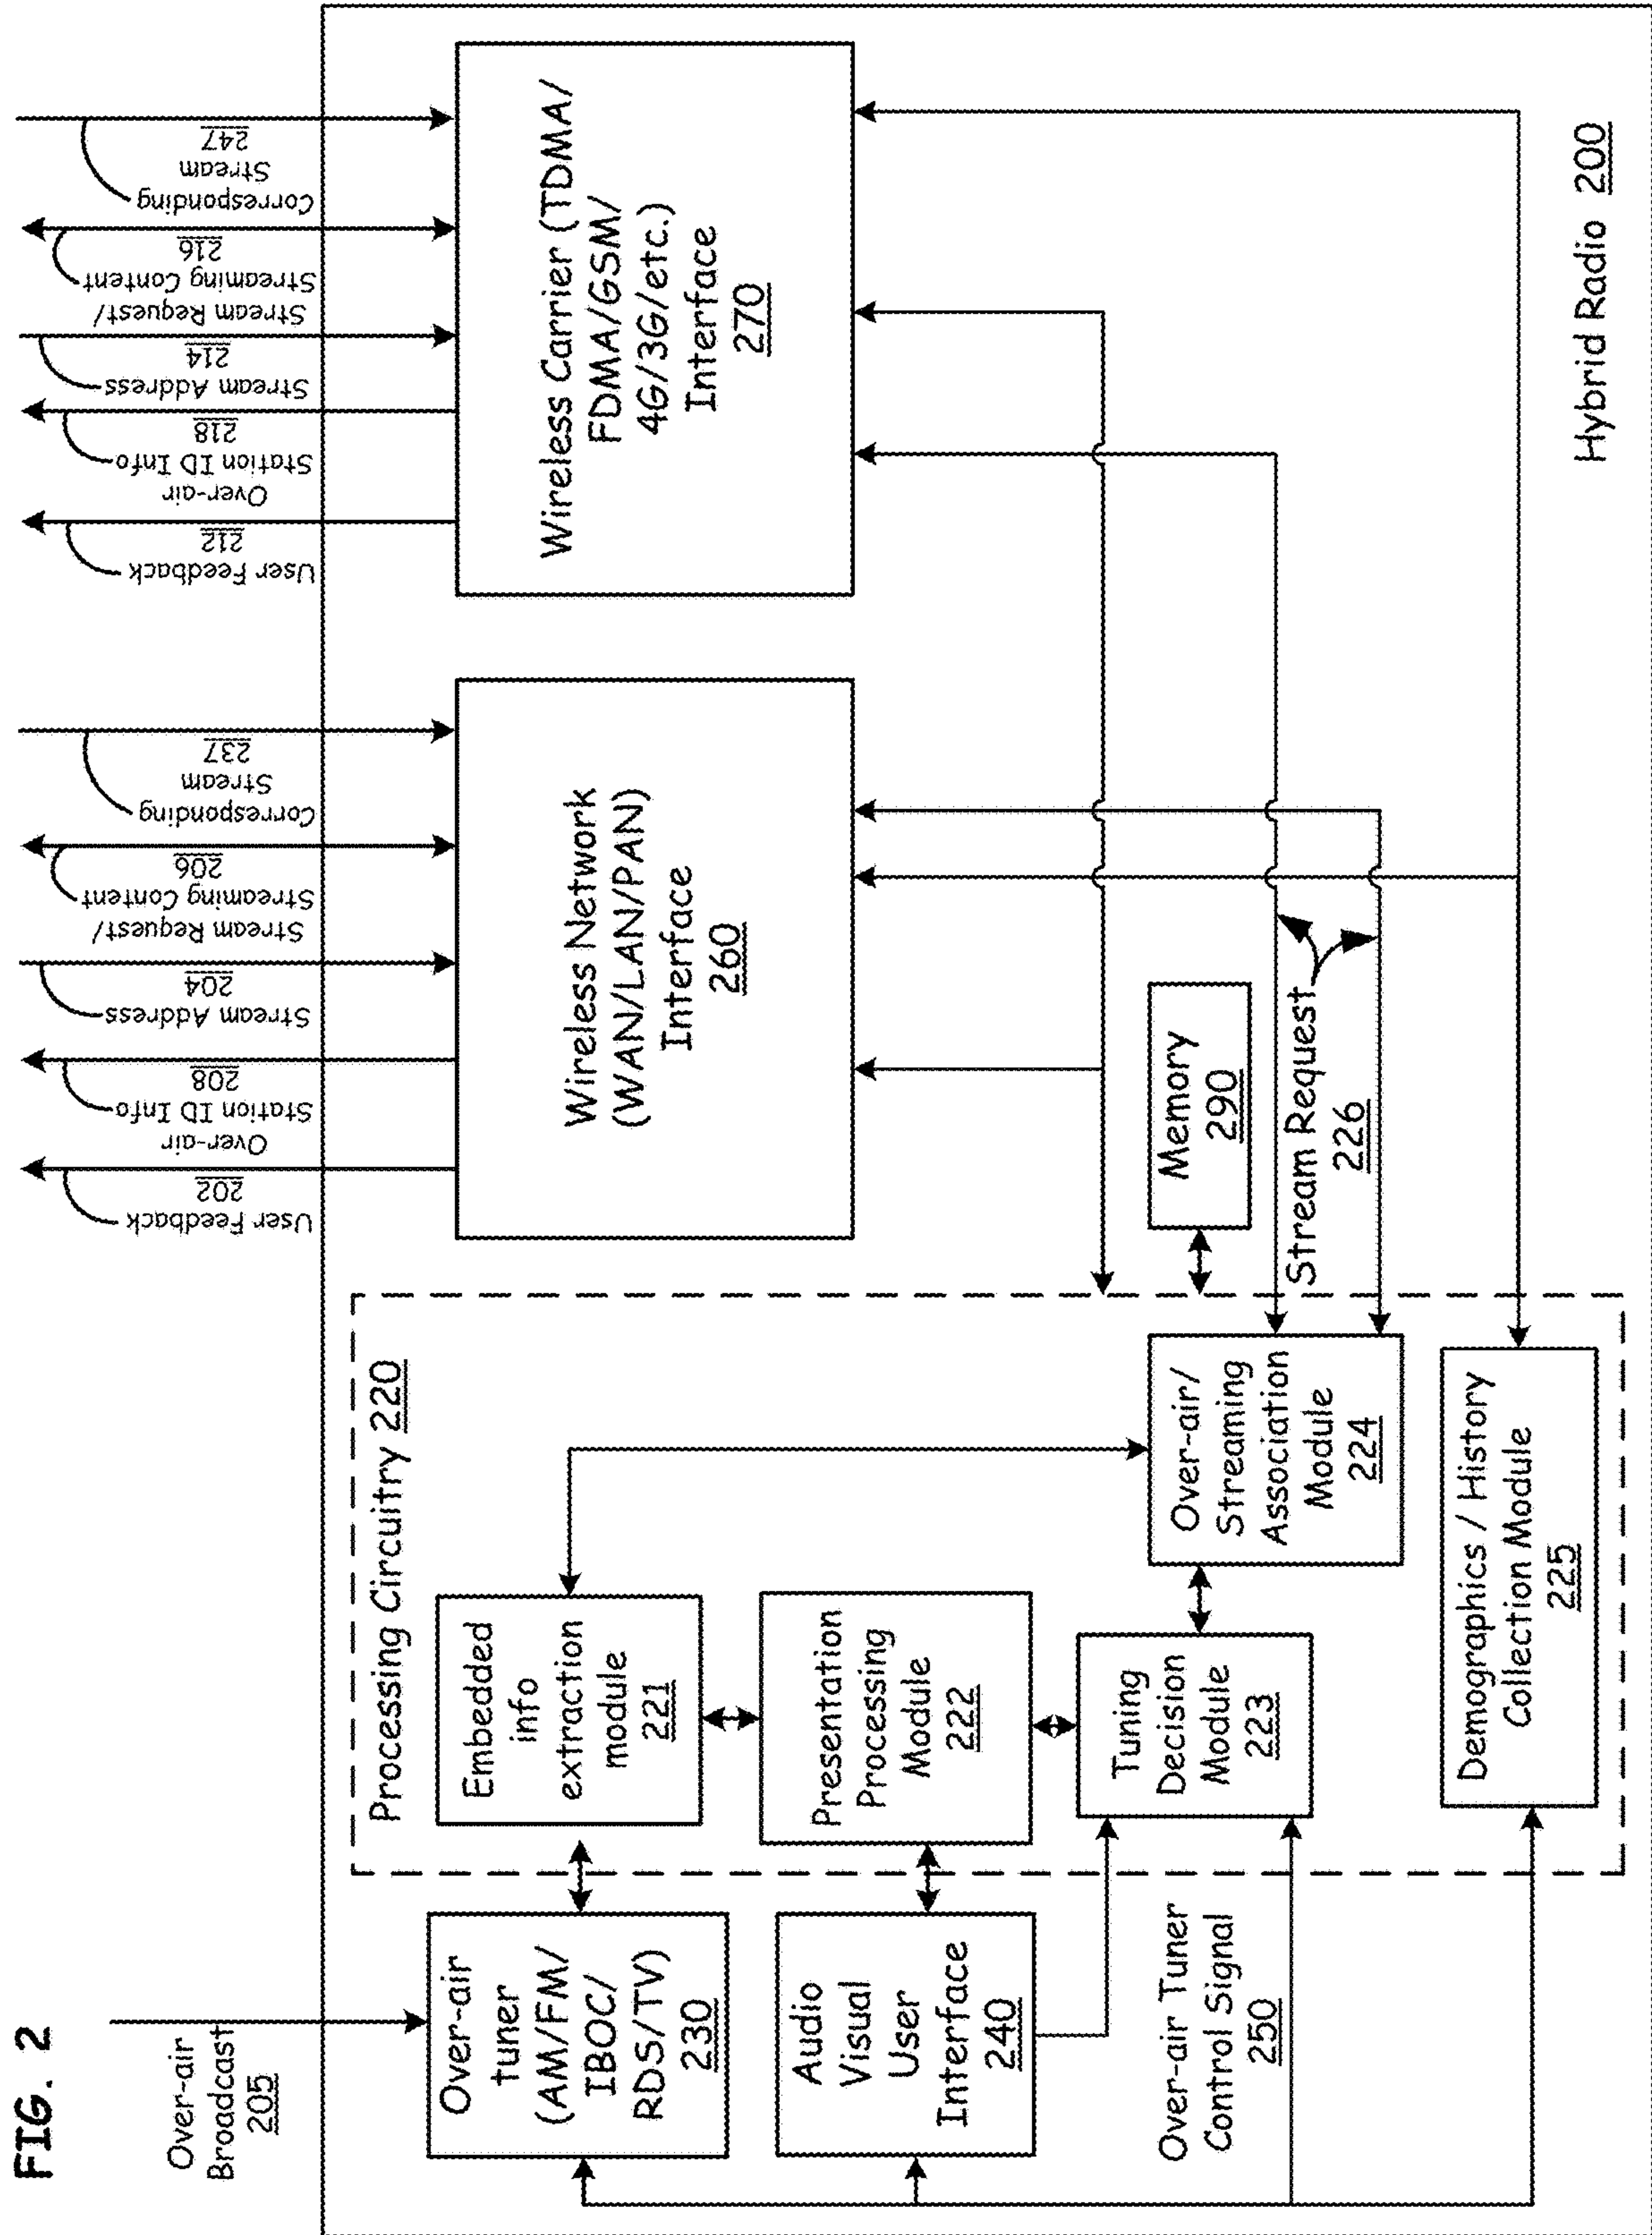 FIG. 2
Over-air
Broadcast
205
Over-air
tuner
(AM/FM/
IBOC/
RDS/TV)
230
Audio
Visual
User
Interface
240
Over-air Tuner
Control Signal
250
Processing Circuitry 220
Embedded
info
extraction
module
221
Presentation
Processing
Module
222
Tuning
Decision
Module
223
Over-air/
Streaming
Association
Module
224
Demographics / History
Collection Module
225
Memory
290
Stream Request
226
User Feedback
202
Over-air
Station ID Info
208
Stream Address
204
Stream Request/
Streaming Content
206
Corresponding
Stream
237
Wireless Network
(WAN/LAN/PAN)
Interface
260
User Feedback
212
Over-air
Station ID Info
218
Stream Address
214
Stream Request/
Streaming Content
216
Corresponding
Stream
247
Wireless Carrier (TDMA/
FDMA/GSM/
4G/3G/etc.)
Interface
270
Hybrid Radio 200